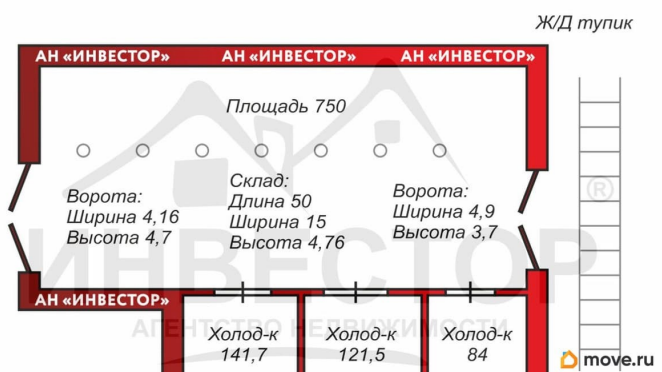 Ж/Д тупик
АН «ИНВЕСТОР» АН «ИНВЕСТОР» АН «ИНВЕСТОР»
Площадь 750
Ворота:
Ширина 4,16
Высота 4,7
Склад:
Длина 50
Ширина 15
Высота 4,76
Ворота:
Ширина 4,9
Высота 3,7
®
ИНВЕСТОР
АН «ИНВЕСТОР»
АГЕНТСТВО НЕДВИЖИМОСТИ
Холод-к
141,7
Холод-к
121,5
Холод-к
84
move.ru